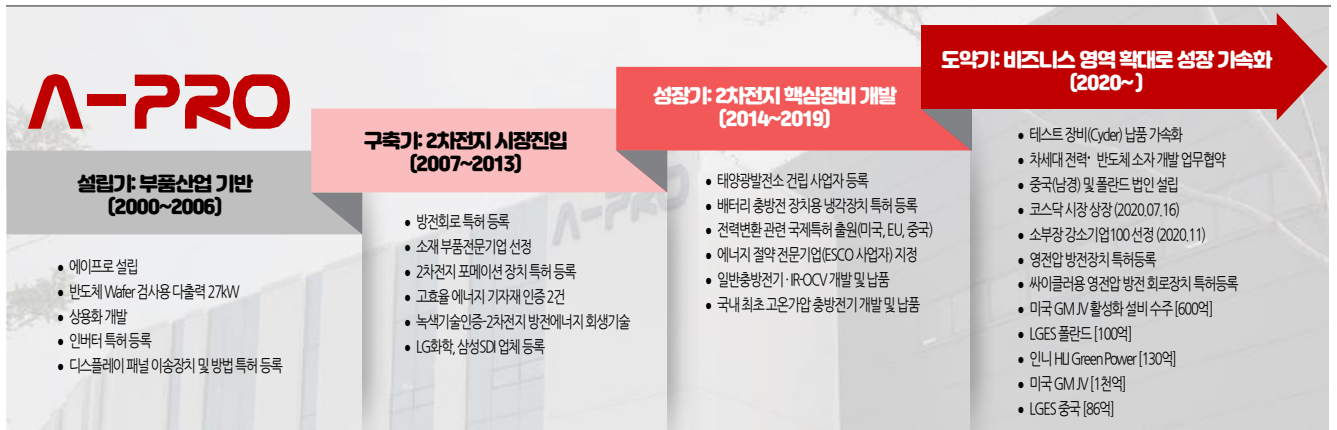 A-PRO
설립기: 부품산업 기반
(2000~2006)
• 에이프로 설립
• 반도체 Wafer 검사용 다출력 27kW
• 상용화 개발
• 인버터 특허 등록
• 디스플레이 패널 이송장치 및 방법 특허 등록
구축기: 2차전지 시장진입
(2007~2013)
• 방전회로 특허 등록
• 소재 부품전문기업 선정
• 2차전지 포메이션 장치 특허 등록
• 고효율 에너지 기자재 인증 2건
• 녹색기술인증-2차전지 방전에너지 회생기술
• LG화학, 삼성SDI 업체 등록
성장기: 2차전지 핵심장비 개발
(2014~2019)
• 태양광발전소 건립 사업자 등록
• 배터리 충방전 장치용 냉각장치 특허 등록
• 전력변환 관련 국제특허 출원(미국, EU, 중국)
• 에너지 절약 전문기업(ESCO 사업자) 지정
• 일반충방전기·IR-OCV 개발 및 납품
• 국내 최초 고온가압 충방전기 개발 및 납품
도약기: 비즈니스 영역 확대로 성장 가속화
(2020~ )
• 테스트 장비(Cyder) 납품 가속화
• 차세대 전력· 반도체 소자 개발 업무협약
• 중국(남경) 및 폴란드 법인 설립
• 코스닥 시장 상장 (2020.07.16)
• 소부장 강소기업100 선정 (2020.11)
• 영전압 방전장치 특허등록
• 싸이클러용 영전압 방전 회로장치 특허등록
• 미국 GM JV 활성화 설비 수주 [600억]
• LGES 폴란드 [100억]
• 인니 HLI Green Power [130억]
• 미국 GM JV [1천억]
• LGES 중국 [86억]
A-PRO